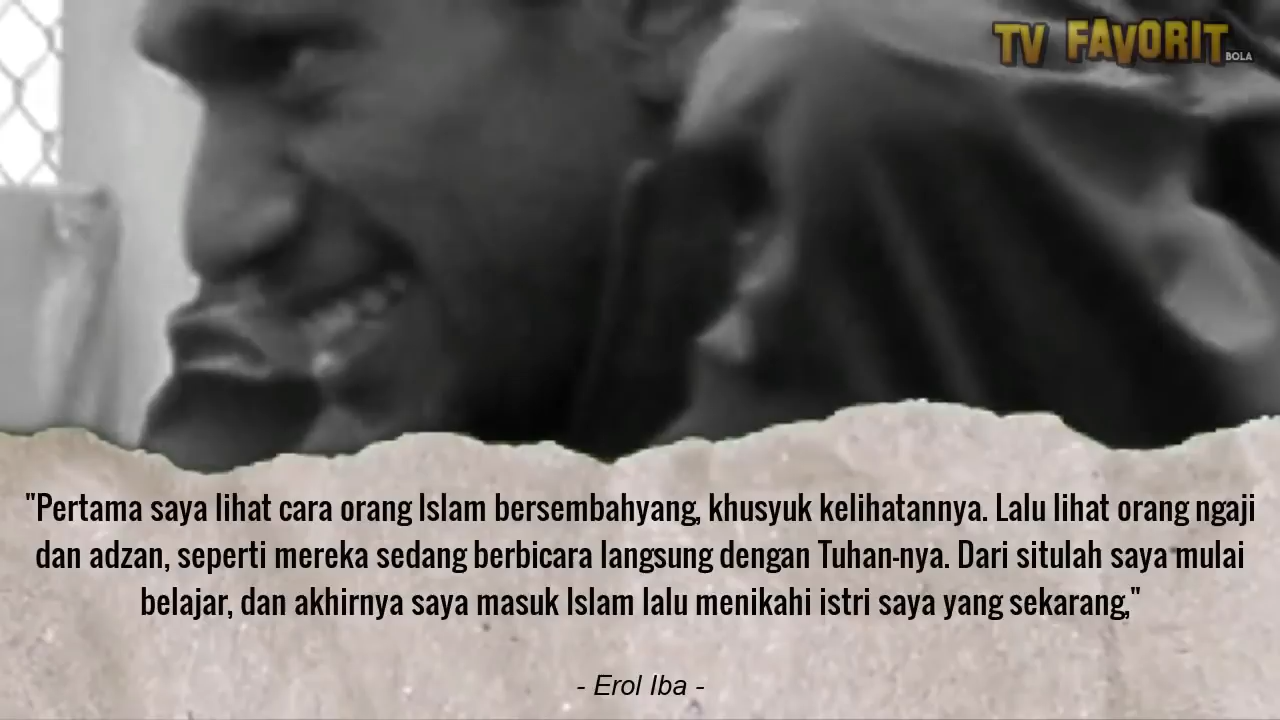 TV FAVORIT
BOLA
"Pertama saya lihat cara orang Islam bersembahyang, khusyuk kelihatannya. Lalu lihat orang ngaji
dan adzan, seperti mereka sedang berbicara langsung dengan Tuhan-nya. Dari situlah saya mulai
belajar, dan akhirnya saya masuk Islam lalu menikahi istri saya yang sekarang,"
- Erol Iba -